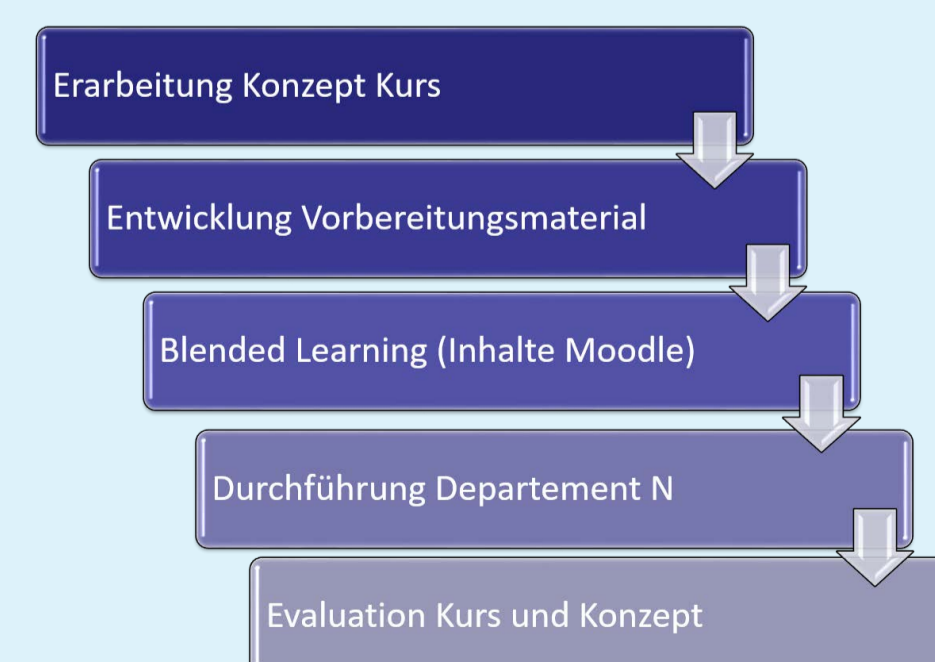 Erarbeitung Konzept Kurs
Entwicklung Vorbereitungsmaterial
Blended Learning (Inhalte Moodle)
Durchführung Departement N
Evaluation Kurs und Konzept